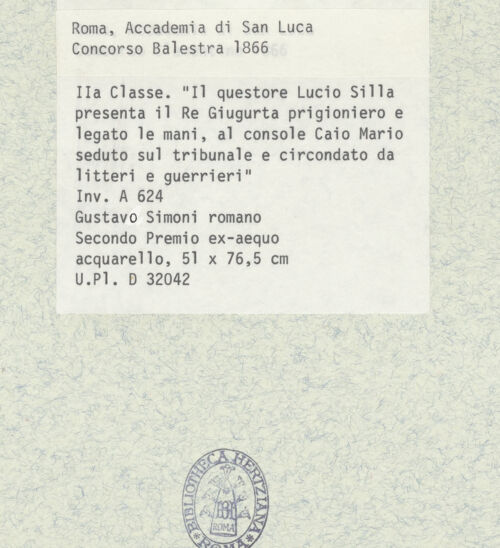 Roma, Accademia di San Luca
Concorso Balestra 1866
IIa Classe. "Il questore Lucio Silla
presenta il Re Giugurta prigioniero e
legato le mani, al console Caio Mario
seduto sul tribunale e circondato da
litteri e guerrieri"
Inv. A 624
Gustavo Simoni romano
Secondo Premio ex-aequo
acquarello, 51 x 76,5 cm
U.Pl. D 32042
BIBLIOTHECA HERTZIANA
ROMA
ROMA